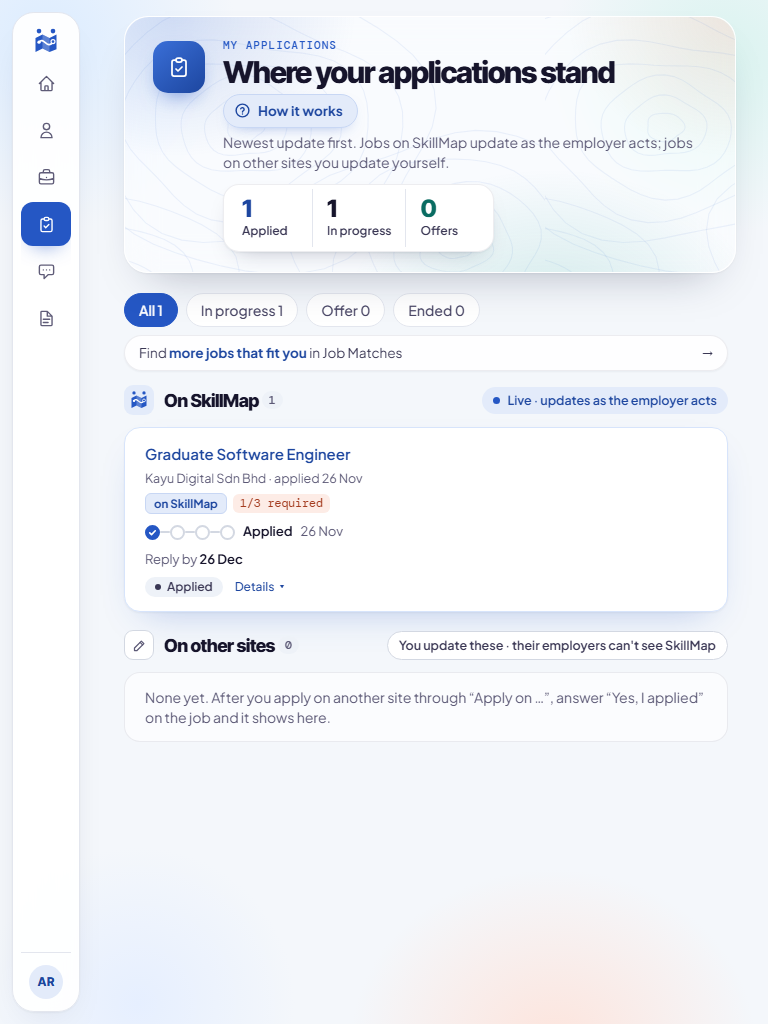 MY APPLICATIONS
Where your applications stand
How it works
Newest update first. Jobs on SkillMap update as the employer acts; jobs
on other sites you update yourself.
1 1 0
Applied In progress Offers
All 1 In progress 1 Offer 0 Ended 0
Find more jobs that fit you in Job Matches →
On SkillMap 1 Live · updates as the employer acts
Graduate Software Engineer
Kayu Digital Sdn Bhd · applied 26 Nov
on SkillMap 1/3 required
Applied 26 Nov
Reply by 26 Dec
Applied Details
On other sites 0 You update these · their employers can't see SkillMap
None yet. After you apply on another site through “Apply on …”, answer “Yes, I applied”
on the job and it shows here.
AR